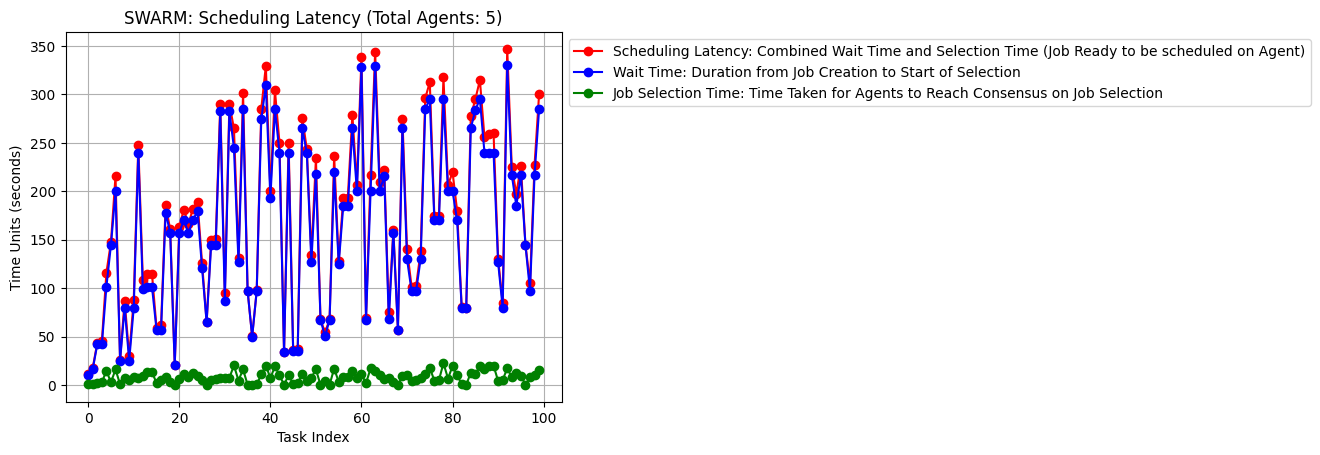 SWARM: Scheduling Latency (Total Agents: 5)
Scheduling Latency: Combined Wait Time and Selection Time (Job Ready to be scheduled on Agent)
Wait Time: Duration from Job Creation to Start of Selection
Job Selection Time: Time Taken for Agents to Reach Consensus on Job Selection
Time Units (seconds)
350
300
250
200
150
100
50
0
0 20 40 60 80 100
Task Index